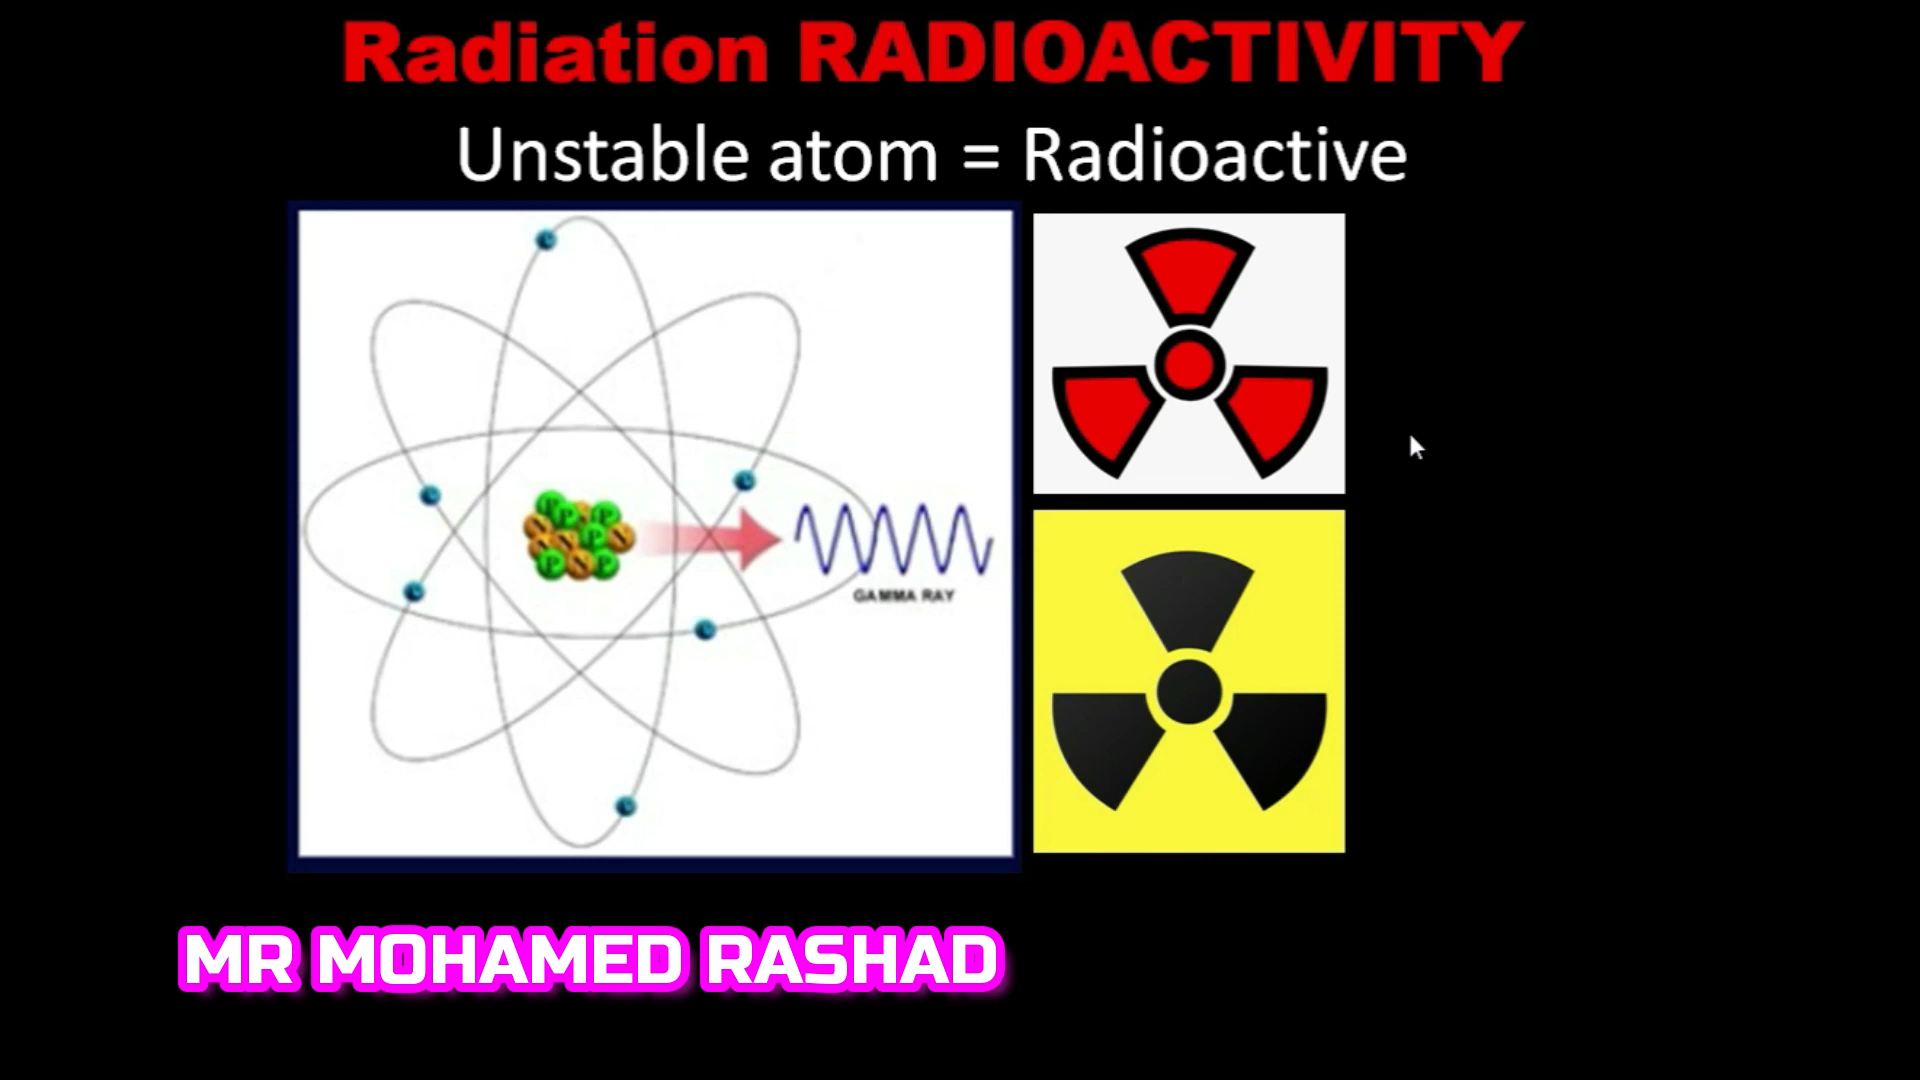 Radiation RADIOACTIVITY
Unstable atom = Radioactive
P
P
P
N
N
P
N
N
P
N
P
GAMMA RAY
MR MOHAMED RASHAD